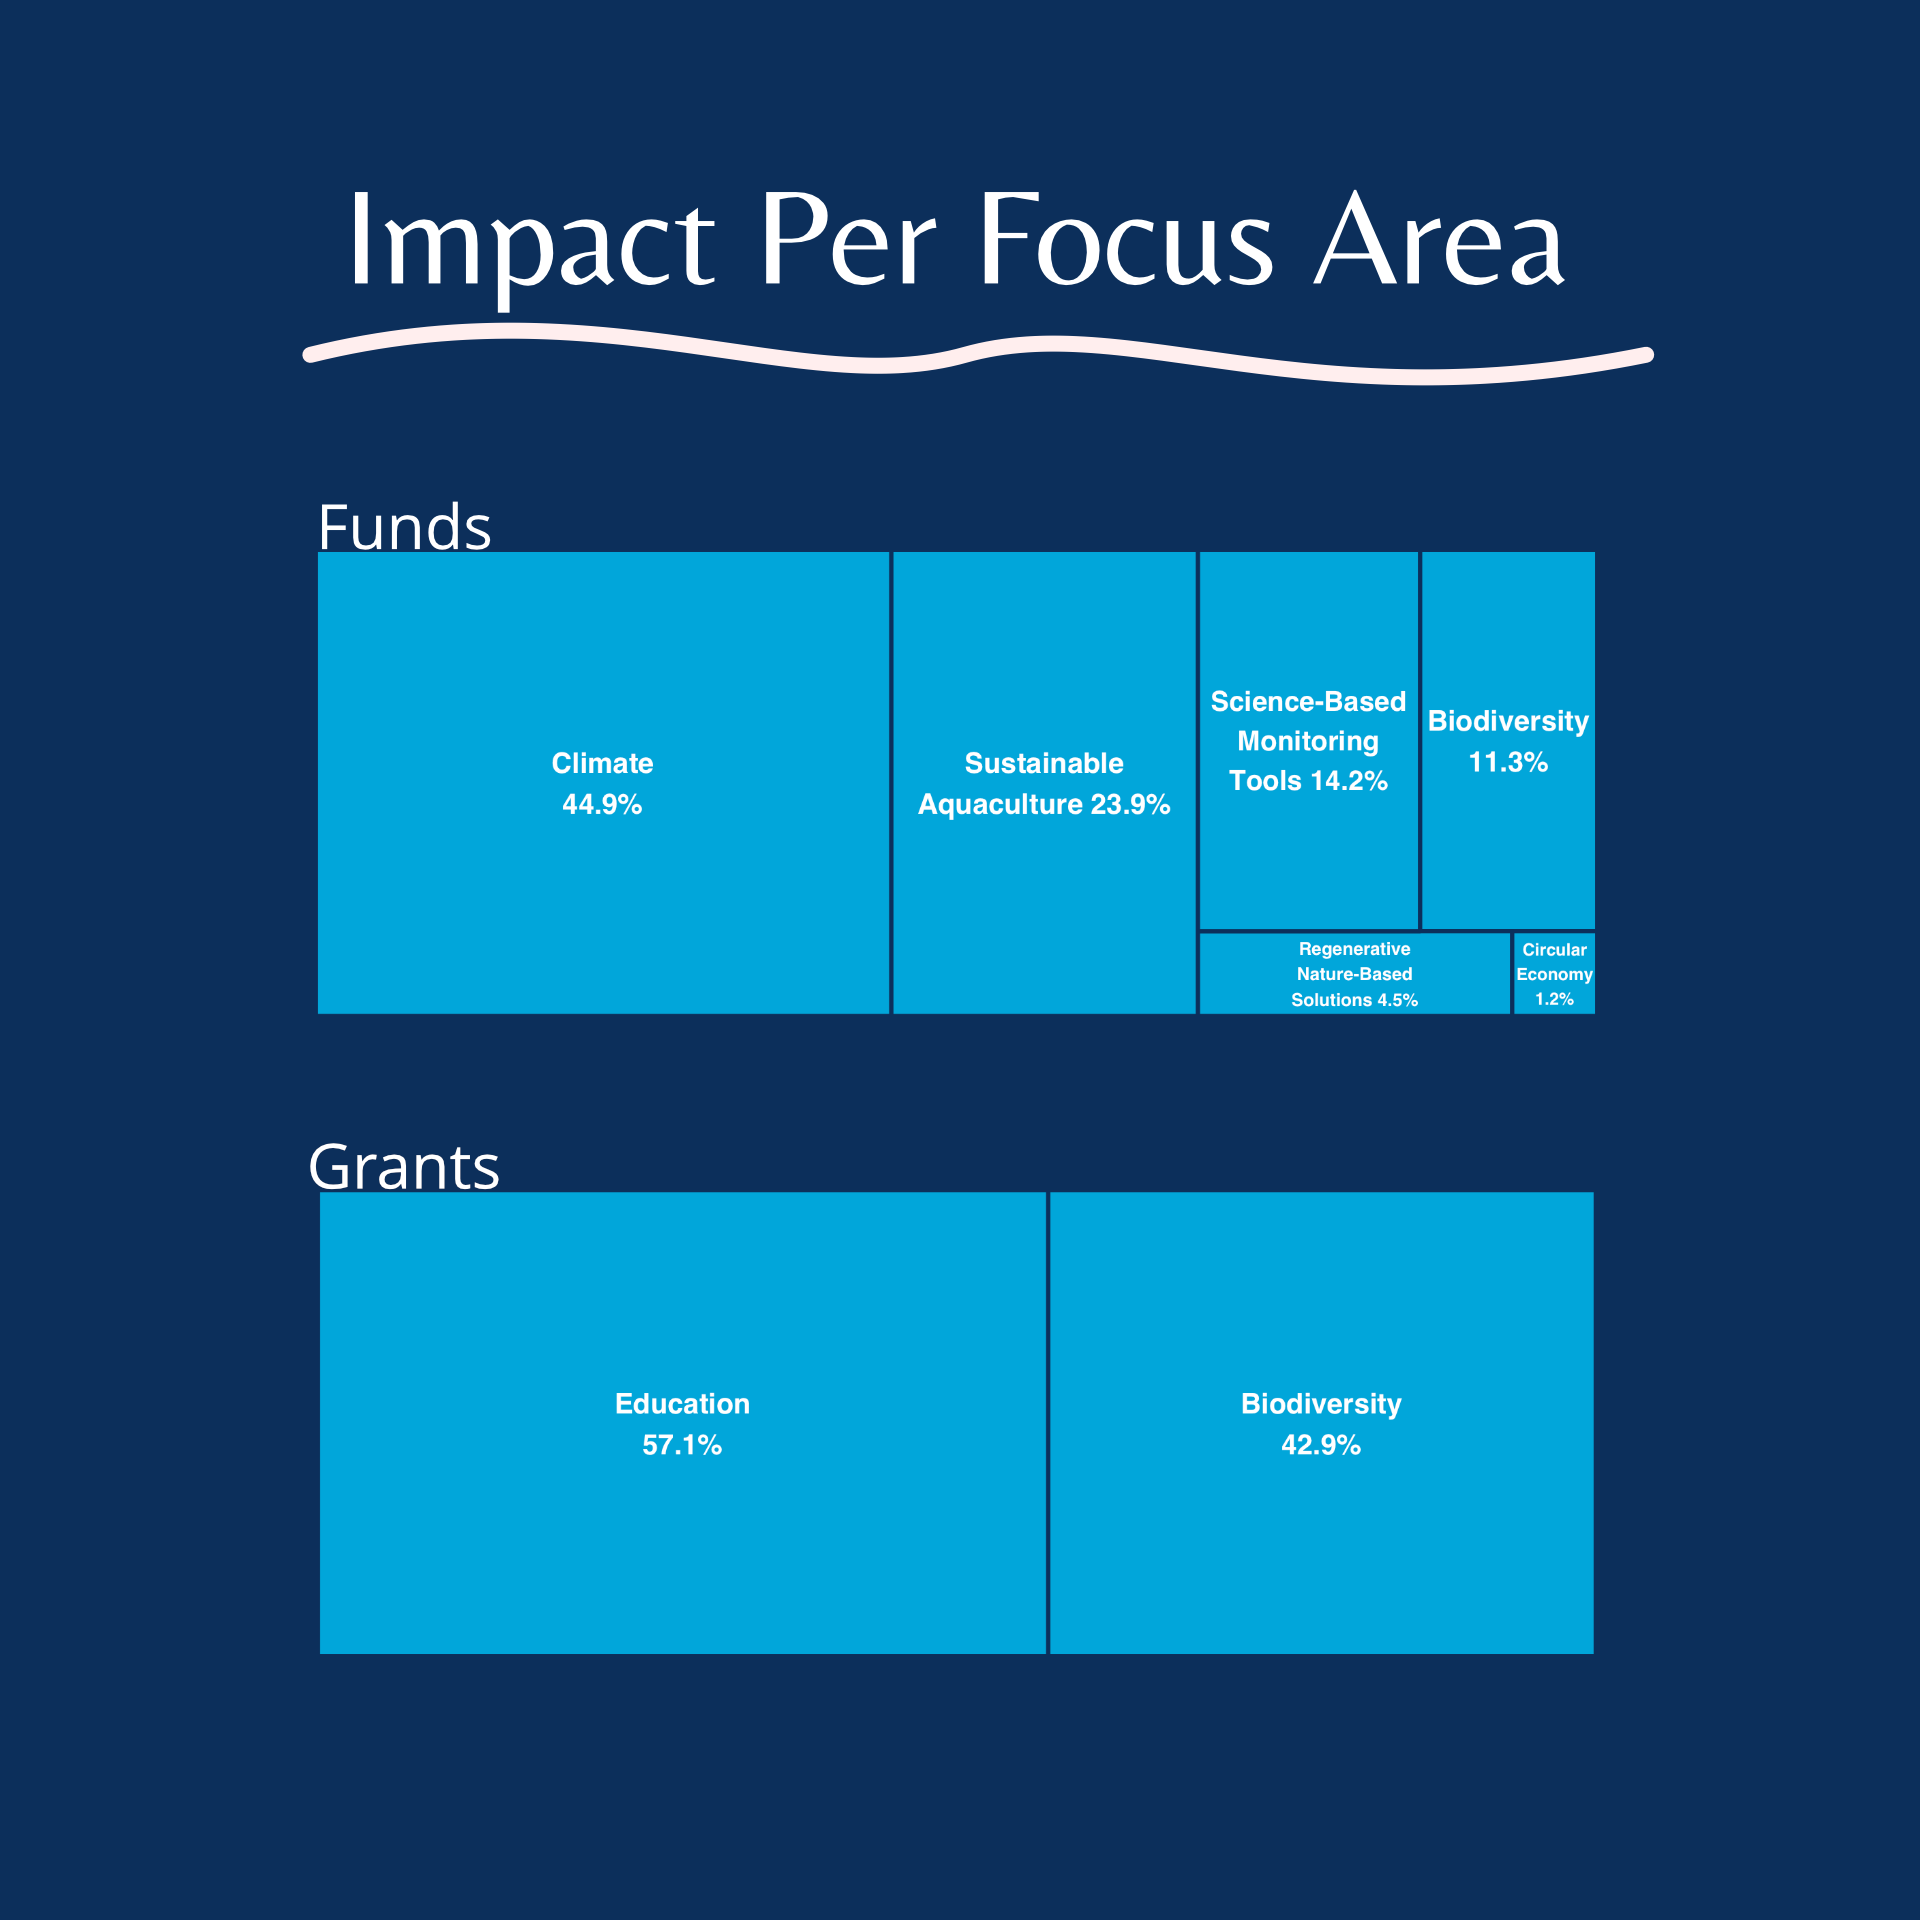 Impact Per Focus Area
Funds
Climate
44.9%
Sustainable
Aquaculture 23.9%
Science-Based
Monitoring
Tools 14.2%
Biodiversity
11.3%
Regenerative
Nature-Based
Solutions 4.5%
Circular
Economy
1.2%
Grants
Education
57.1%
Biodiversity
42.9%